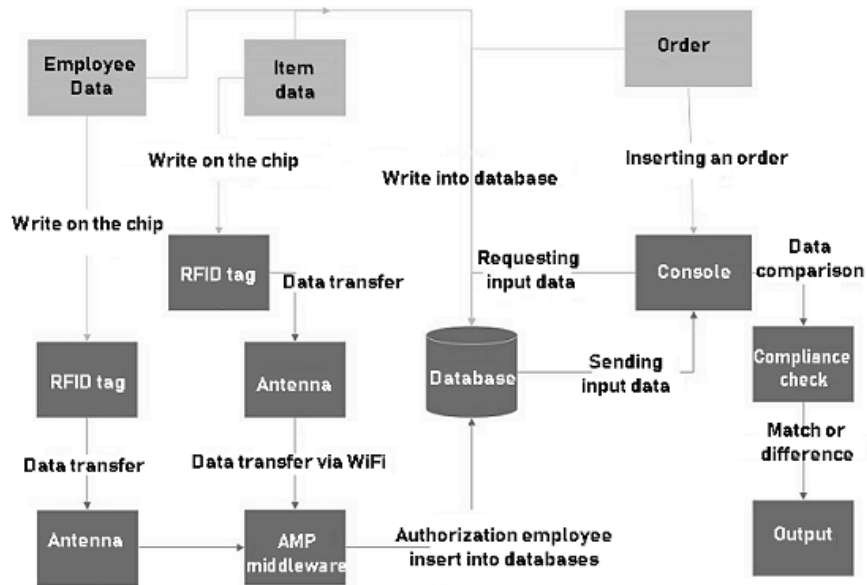 Employee
Data
Item
data
Order
Write on the chip
Inserting an order
Write into database
Write on the chip
RFID tag
Data transfer
Requesting
input data
Console
Data
comparison
RFID tag
Antenna
Database
Sending
input data
Compliance
check
Data transfer
Data transfer via WiFi
Match or
difference
Antenna
AMP
middleware
Authorization employee
insert into databases
Output